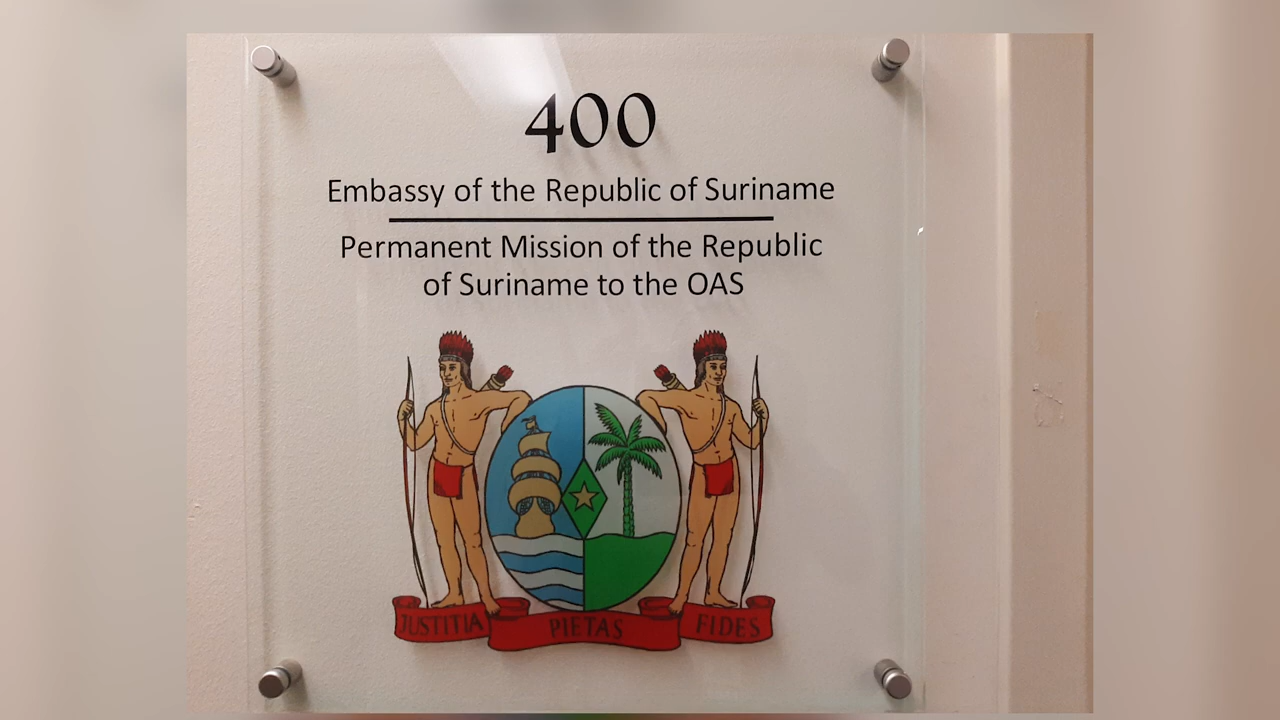 400
Embassy of the Republic of Suriname
Permanent Mission of the Republic
of Suriname to the OAS
JUSTITIA PIETAS FIDES